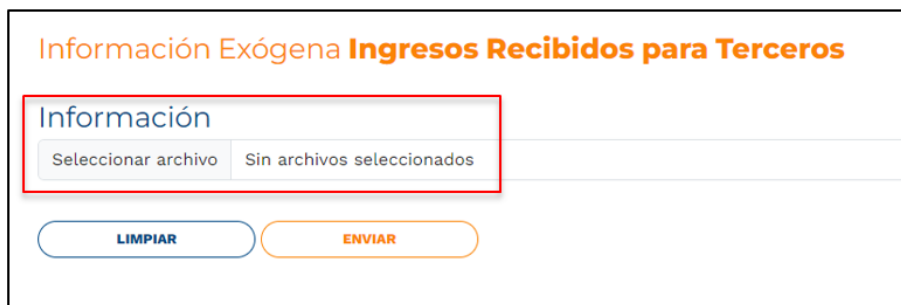 Información Exógena Ingresos Recibidos para Terceros
Información
Seleccionar archivo Sin archivos seleccionados
LIMPIAR ENVIAR